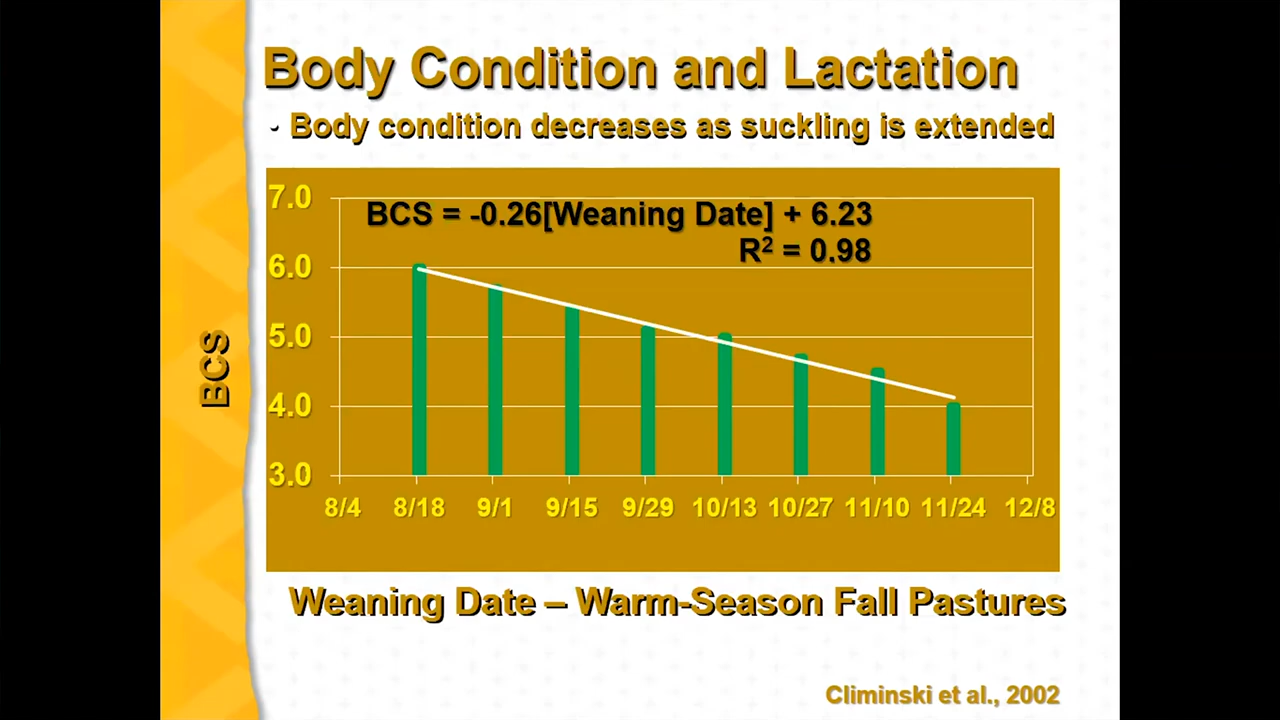 Body Condition and Lactation
· Body condition decreases as suckling is extended
BCS = -0.26[Weaning Date] + 6.23
R² = 0.98
7.0
6.0
5.0
4.0
3.0
BCS
8/4 8/18 9/1 9/15 9/29 10/13 10/27 11/10 11/24 12/8
Weaning Date – Warm-Season Fall Pastures
Climinski et al., 2002